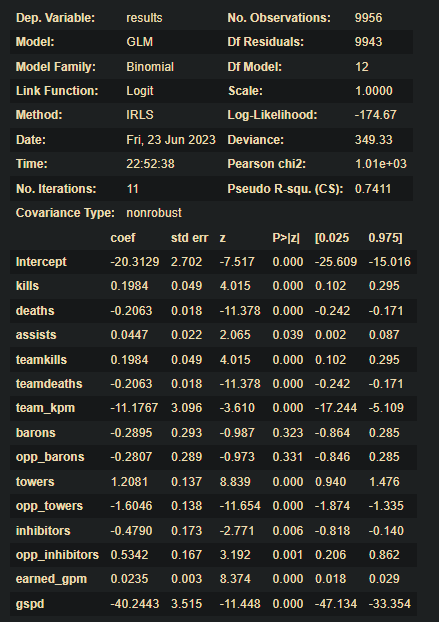 Dep. Variable: results No. Observations: 9956
Model: GLM Df Residuals: 9943
Model Family: Binomial Df Model: 12
Link Function: Logit Scale: 1.0000
Method: IRLS Log-Likelihood: -174.67
Date: Fri, 23 Jun 2023 Deviance: 349.33
Time: 22:52:38 Pearson chi2: 1.01e+03
No. Iterations: 11 Pseudo R-squ. (CS): 0.7411
Covariance Type: nonrobust
coef std err z P>|z| [0.025 0.975]
Intercept -20.3129 2.702 -7.517 0.000 -25.609 -15.016
kills 0.1984 0.049 4.015 0.000 0.102 0.295
deaths -0.2063 0.018 -11.378 0.000 -0.242 -0.171
assists 0.0447 0.022 2.065 0.039 0.002 0.087
teamkills 0.1984 0.049 4.015 0.000 0.102 0.295
teamdeaths -0.2063 0.018 -11.378 0.000 -0.242 -0.171
team_kpm -11.1767 3.096 -3.610 0.000 -17.244 -5.109
barons -0.2895 0.293 -0.987 0.323 -0.864 0.285
opp_barons -0.2807 0.289 -0.973 0.331 -0.846 0.285
towers 1.2081 0.137 8.839 0.000 0.940 1.476
opp_towers -1.6046 0.138 -11.654 0.000 -1.874 -1.335
inhibitors -0.4790 0.173 -2.771 0.006 -0.818 -0.140
opp_inhibitors 0.5342 0.167 3.192 0.001 0.206 0.862
earned_gpm 0.0235 0.003 8.374 0.000 0.018 0.029
gspd -40.2443 3.515 -11.448 0.000 -47.134 -33.354